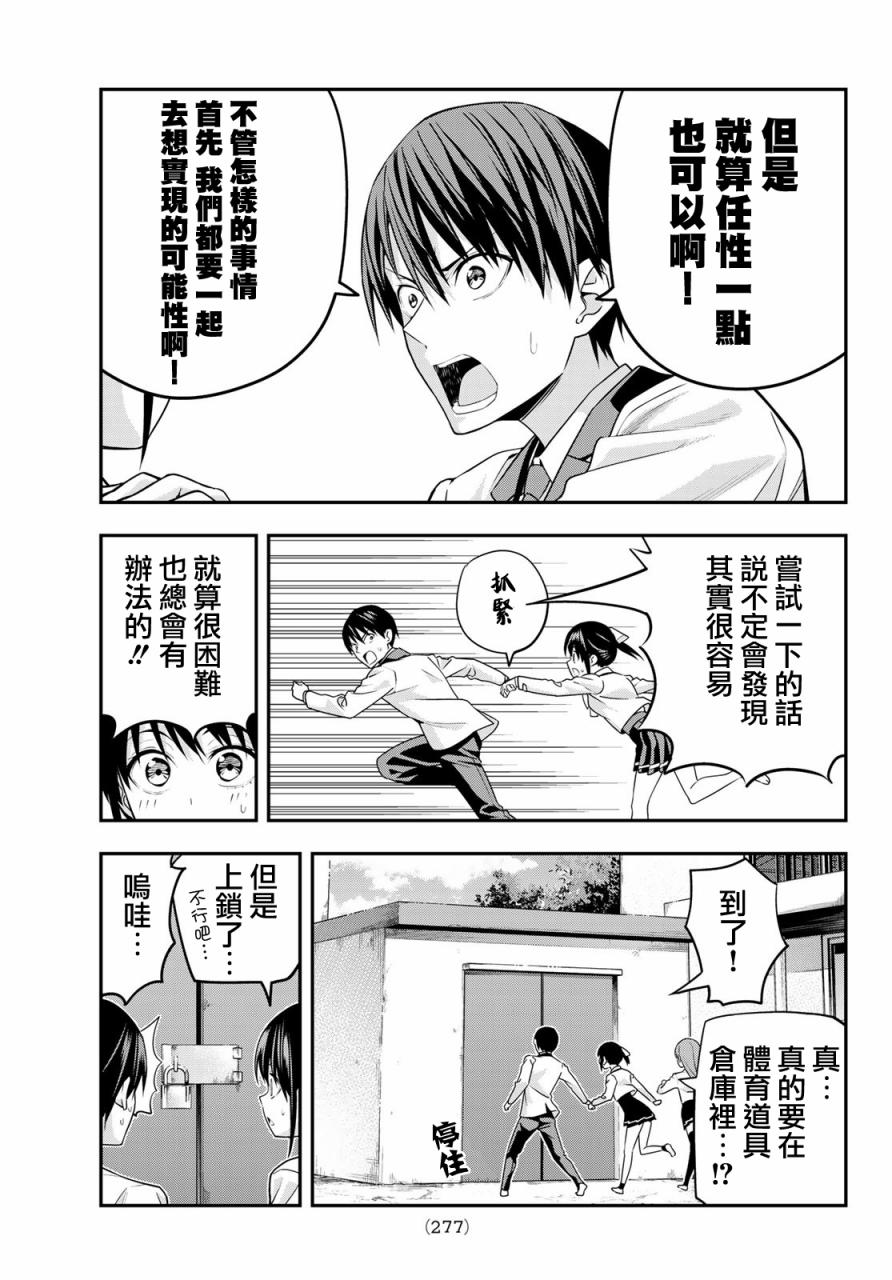 但是
就算任性一點
也可以啊！
不管怎樣的事情
首先 我們都要一起
去想實現的可能性啊！
嘗試一下的話
説不定會發現
其實很容易
抓緊
就算很困難
也總會有
辦法的!!
到了！
真…
真的要在
體育道具
倉庫裡…!?
停住
但是
上鎖了…
不行吧…
嗚哇…
(277)